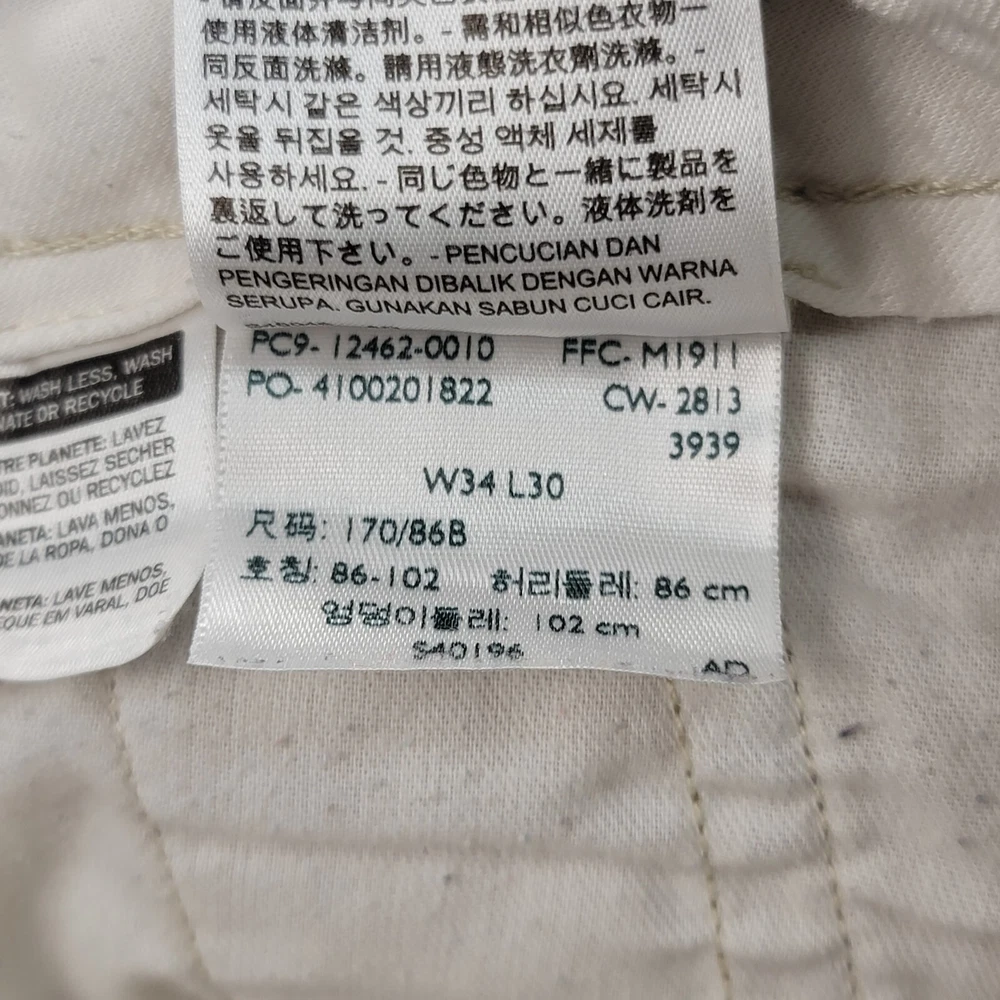 使用液体清洁剂。- 需和相似色衣物一
同反面洗滌。請用液態洗衣劑洗滌。-
세탁시 같은 색상끼리 하십시요. 세탁시
옷을 뒤집을 것. 중성 액체 세제를
사용하세요. - 同じ色物と一緒に製品を
裏返して洗ってください。液体洗剤を
ご使用下さい。- PENCUCIAN DAN
PENGERINGAN DIBALIK DENGAN WARNA
SERUPA. GUNAKAN SABUN CUCI CAIR.
PC9- 12462-0010 FFC- M1911
PO- 4100201822 CW- 2813
3939
W34 L30
尺码: 170/86B
호칭: 86-102 허리둘레: 86 cm
엉덩이둘레: 102 cm
S40196
AD
: WASH LESS, WASH
OR RECYCLE
PLANETE: LAVEZ
LAISSEZ SECHER
OU RECYCLEZ
LAVA MENOS,
DE LA ROPA, DONA O
LAVE MENOS,
EM VARAL, DOE